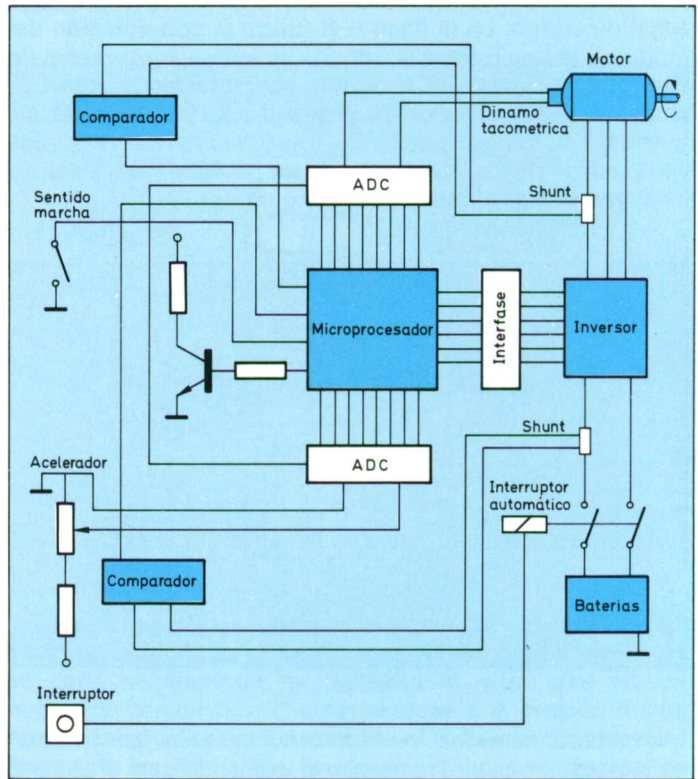 Motor
Comparador
Dinamo
tacometrica
ADC
Sentido
marcha
Shunt
Microprocesador
Interfase
Inversor
Shunt
Acelerador
ADC
Interruptor
automático
Comparador
Baterias
Interruptor